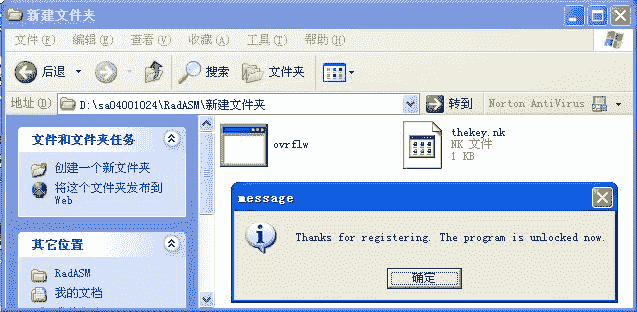 新建文件夹
文件(F) 编辑(E) 查看(V) 收藏(A) 工具(T) 帮助(H)
后退 搜索 文件夹
地址(D) D:\sa04001024\RadASM\新建文件夹 转到 Norton AntiVirus
文件和文件夹任务
创建一个新文件夹
将这个文件夹发布到
Web
其它位置
RadASM
我的文档
ovrflw
thekey.nk
NK 文件
1 KB
message
Thanks for registering. The program is unlocked now.
确定